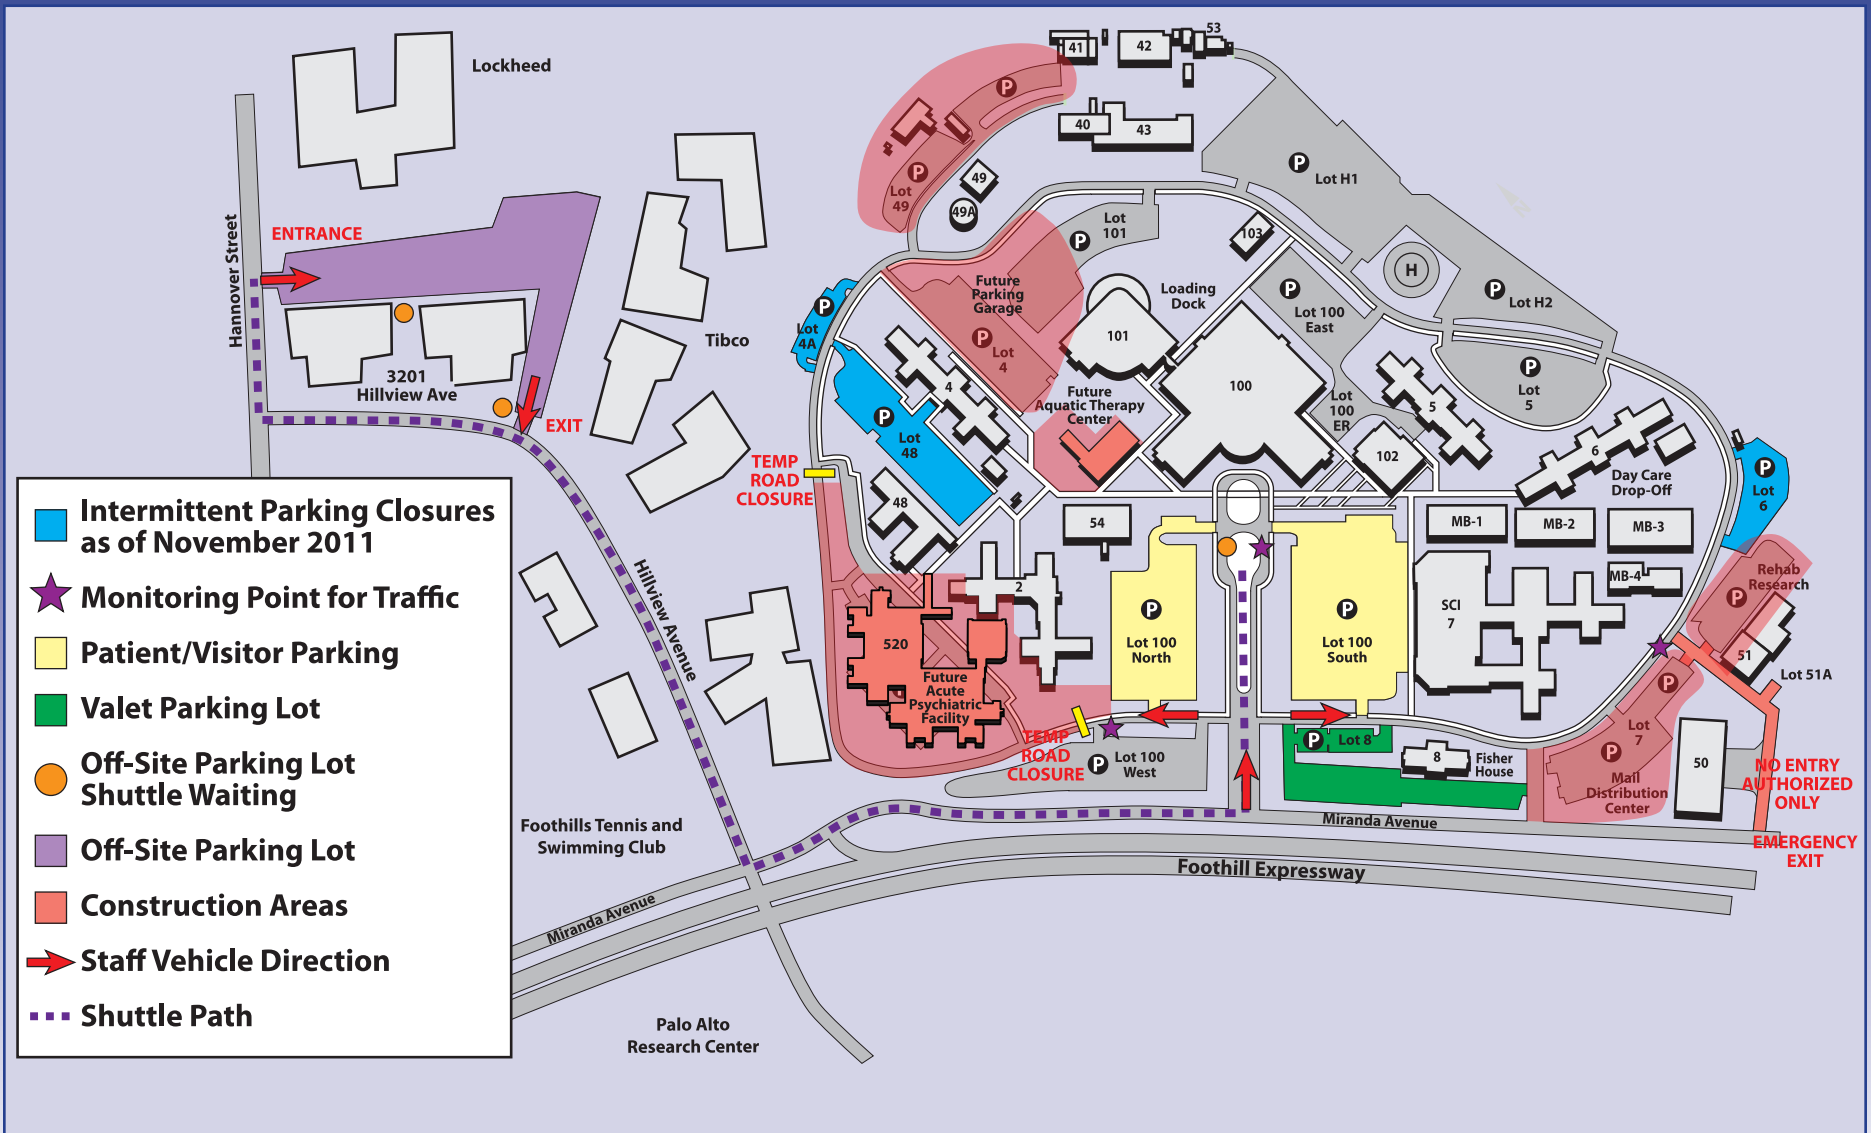 Lockheed
Hannover Street
ENTRANCE
3201
Hillview Ave
EXIT
Tibco
TEMP
ROAD
CLOSURE
Hillview Avenue
Intermittent Parking Closures
as of November 2011
Monitoring Point for Traffic
Patient/Visitor Parking
Valet Parking Lot
Off-Site Parking Lot
Shuttle Waiting
Off-Site Parking Lot
Construction Areas
Staff Vehicle Direction
Shuttle Path
Foothills Tennis and
Swimming Club
Miranda Avenue
Palo Alto
Research Center
41
42
53
P
40
43
P
Lot
49
49
49A
P
Lot H1
Lot
101
P
103
H
P
Lot H2
Future
Parking
Garage
P
Lot
4
Loading
Dock
P
Lot 100
East
P
Lot
4A
101
100
P
Lot
5
4
Future
Aquatic Therapy
Center
Lot
100
ER
5
P
Lot
48
102
6
Day Care
Drop-Off
P
Lot
6
48
54
MB-1
MB-2
MB-3
MB-4
Rehab
Research
P
2
P
Lot 100
North
P
Lot 100
South
SCI
7
520
Future
Acute
Psychiatric
Facility
51
Lot 51A
P
Lot
7
P
Mail
Distribution
Center
50
TEMP
ROAD
CLOSURE
P
Lot 100
West
P
Lot 8
8
Fisher
House
NO ENTRY
AUTHORIZED
ONLY
Miranda Avenue
EMERGENCY
EXIT
Foothill Expressway